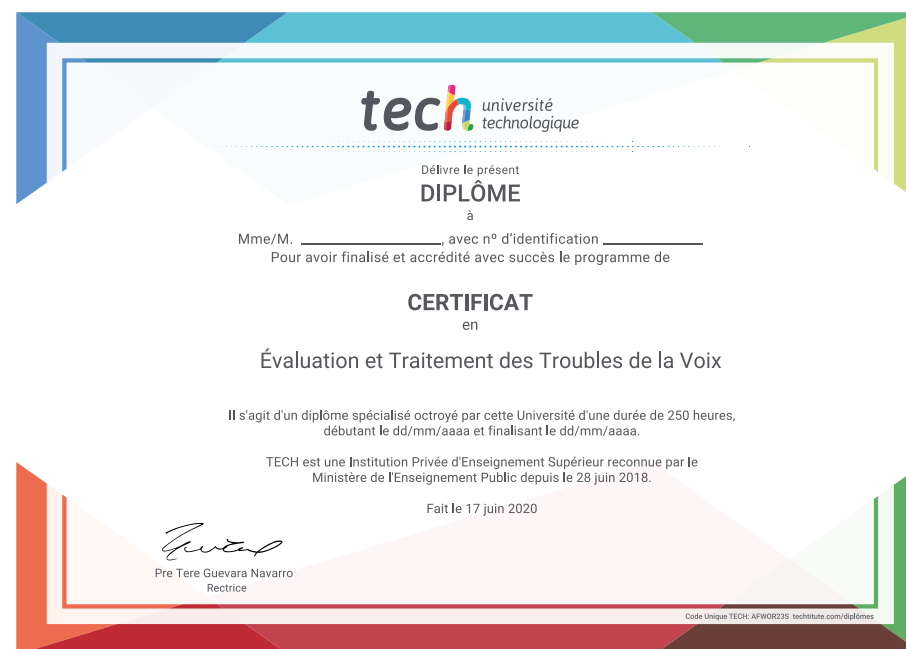 tech université
technologique
Délivre le présent
DIPLÔME
à
Mme/M. ____________________, avec nº d'identification ______________
Pour avoir finalisé et accrédité avec succès le programme de
CERTIFICAT
en
Évaluation et Traitement des Troubles de la Voix
Il s'agit d'un diplôme spécialisé octroyé par cette Université d'une durée de 250 heures,
débutant le dd/mm/aaaa et finalisant le dd/mm/aaaa.
TECH est une Institution Privée d'Enseignement Supérieur reconnue par le
Ministère de l'Enseignement Public depuis le 28 juin 2018.
Fait le 17 juin 2020
Pre Tere Guevara Navarro
Rectrice
Code Unique TECH: AFWOR23S techtitute.com/diplômes